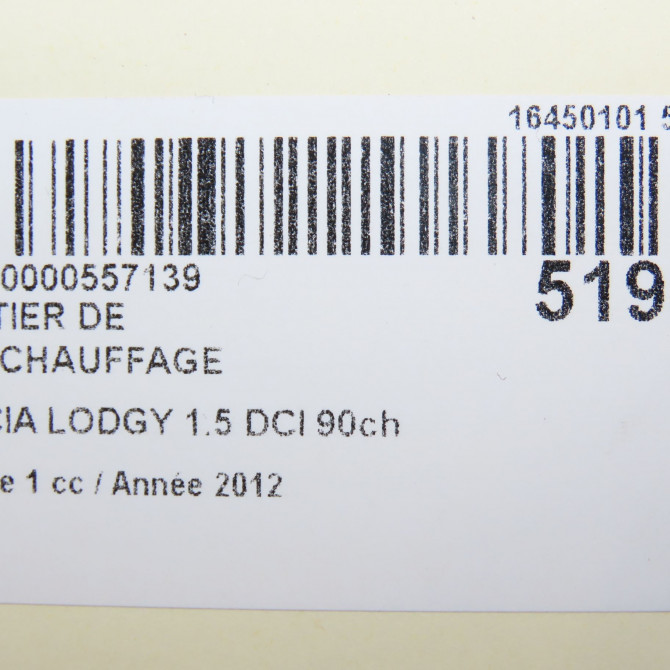 16450101 5
0000557139
519
TIER DE
CHAUFFAGE
CIA LODGY 1.5 DCI 90ch
e 1 cc / Année 2012